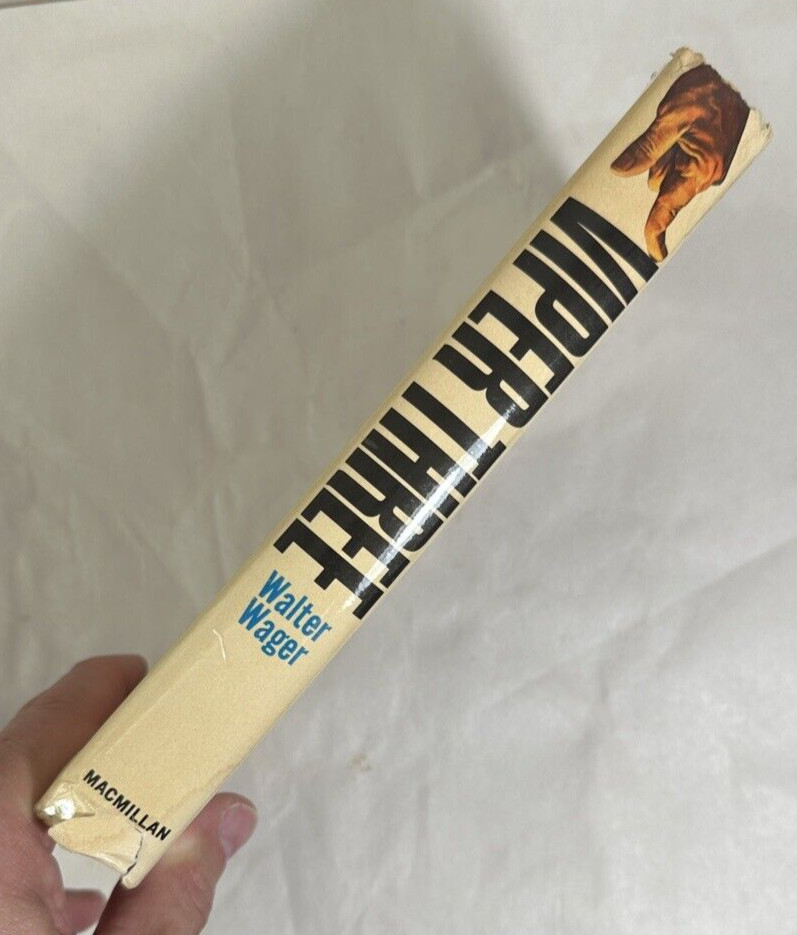 VIPER THREE
Walter
Wager
MACMILLAN